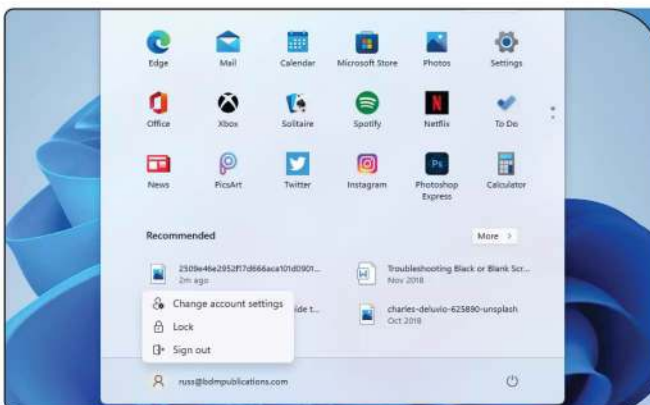 Edge Mail Calendar Microsoft Store Photos Settings
Office Xbox Solitaire Spotify Netflix To Do
News PicsArt Twitter Instagram Photoshop Express Calculator
Recommended More >
2m ago
Troubleshooting Black or Blank Scr...
Nov 2018
Change account settings
Lock
Sign out
ide t...
charles-deluvio-625890-unsplash
Oct 2018
russ@bdmpublications.com